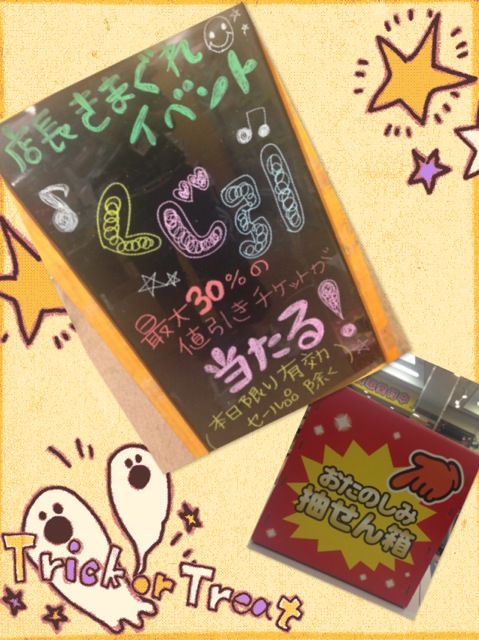 店長きまぐれ
イベント
くじ引
最大30%の
値引きチケットが
当たる!
(本日限り有効
セール品除く)
おたのしみ
抽せん箱
Trick or Treat